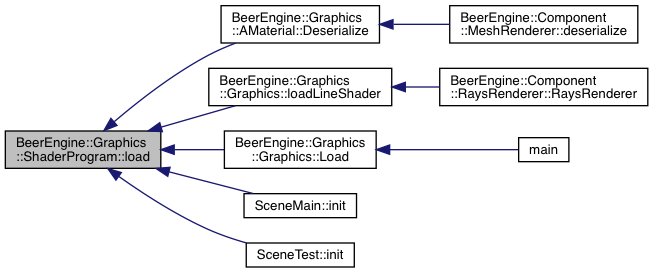 BeerEngine::Graphics
::AMaterial::Deserialize
BeerEngine::Component
::MeshRenderer::deserialize
BeerEngine::Graphics
::Graphics::loadLineShader
BeerEngine::Component
::RaysRenderer::RaysRenderer
BeerEngine::Graphics
::ShaderProgram::load
BeerEngine::Graphics
::Graphics::Load
main
SceneMain::init
SceneTest::init